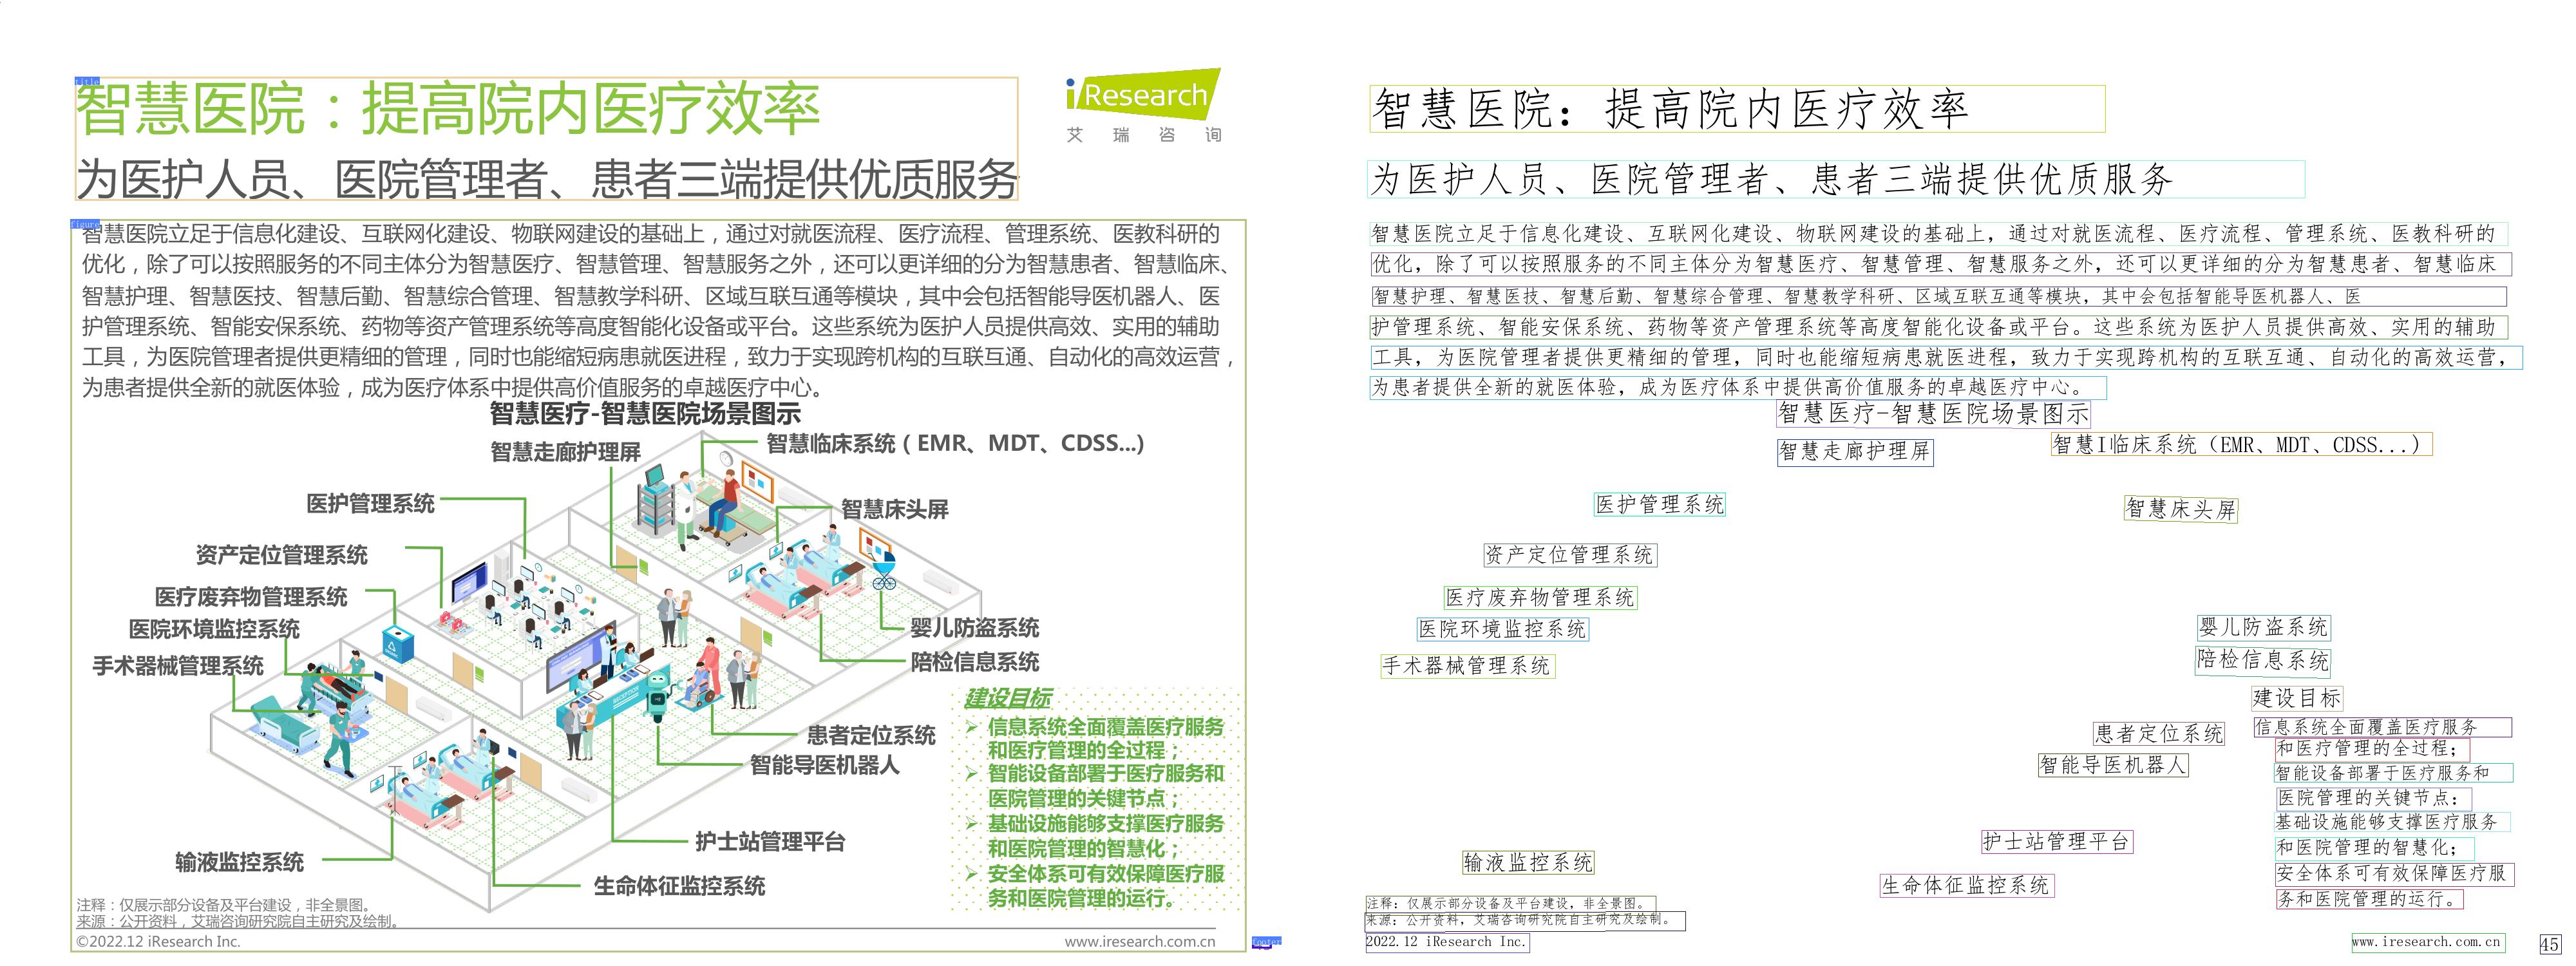 title
智慧医院：提高院内医疗效率
为医护人员、医院管理者、患者三端提供优质服务
iResearch
艾瑞咨询
figure
智慧医院立足于信息化建设、互联网化建设、物联网建设的基础上，通过对就医流程、医疗流程、管理系统、医教科研的
优化，除了可以按照服务的不同主体分为智慧医疗、智慧管理、智慧服务之外，还可以更详细的分为智慧患者、智慧临床、
智慧护理、智慧医技、智慧后勤、智慧综合管理、智慧教学科研、区域互联互通等模块，其中会包括智能导医机器人、医
护管理系统、智能安保系统、药物等资产管理系统等高度智能化设备或平台。这些系统为医护人员提供高效、实用的辅助
工具，为医院管理者提供更精细的管理，同时也能缩短病患就医进程，致力于实现跨机构的互联互通、自动化的高效运营，
为患者提供全新的就医体验，成为医疗体系中提供高价值服务的卓越医疗中心。
智慧医疗-智慧医院场景图示
智慧走廊护理屏
智慧临床系统（EMR、MDT、CDSS...)
医护管理系统
智慧床头屏
资产定位管理系统
医疗废弃物管理系统
医院环境监控系统
手术器械管理系统
婴儿防盗系统
陪检信息系统
RECEPTION
患者定位系统
智能导医机器人
护士站管理平台
输液监控系统
生命体征监控系统
建设目标
➢ 信息系统全面覆盖医疗服务
和医疗管理的全过程；
➢ 智能设备部署于医疗服务和
医院管理的关键节点；
➢ 基础设施能够支撑医疗服务
和医院管理的智慧化；
➢ 安全体系可有效保障医疗服
务和医院管理的运行。
注释：仅展示部分设备及平台建设，非全景图。
来源：公开资料，艾瑞咨询研究院自主研究及绘制。
©2022.12 iResearch Inc.
www.iresearch.com.cn
footer
智慧医院：提高院内医疗效率
为医护人员、医院管理者、患者三端提供优质服务
智慧医院立足于信息化建设、互联网化建设、物联网建设的基础上，通过对就医流程、医疗流程、管理系统、医教科研的
优化，除了可以按照服务的不同主体分为智慧医疗、智慧管理、智慧服务之外，还可以更详细的分为智慧患者、智慧临床
智慧护理、智慧医技、智慧后勤、智慧综合管理、智慧教学科研、区域互联互通等模块，其中会包括智能导医机器人、医
护管理系统、智能安保系统、药物等资产管理系统等高度智能化设备或平台。这些系统为医护人员提供高效、实用的辅助
工具，为医院管理者提供更精细的管理，同时也能缩短病患就医进程，致力于实现跨机构的互联互通、自动化的高效运营，
为患者提供全新的就医体验，成为医疗体系中提供高价值服务的卓越医疗中心。
智慧医疗-智慧医院场景图示
智慧走廊护理屏
智慧I临床系统（EMR、MDT、CDSS...)
医护管理系统
智慧床头屏
资产定位管理系统
医疗废弃物管理系统
医院环境监控系统
手术器械管理系统
婴儿防盗系统
陪检信息系统
建设目标
患者定位系统
智能导医机器人
信息系统全面覆盖医疗服务
和医疗管理的全过程；
智能设备部署于医疗服务和
医院管理的关键节点：
基础设施能够支撑医疗服务
和医院管理的智慧化；
安全体系可有效保障医疗服
务和医院管理的运行。
护士站管理平台
输液监控系统
生命体征监控系统
注释：仅展示部分设备及平台建设，非全景图。
来源：公开资料，艾瑞咨询研究院自主研究及绘制。
2022.12 iResearch Inc.
www.iresearch.com.cn
45